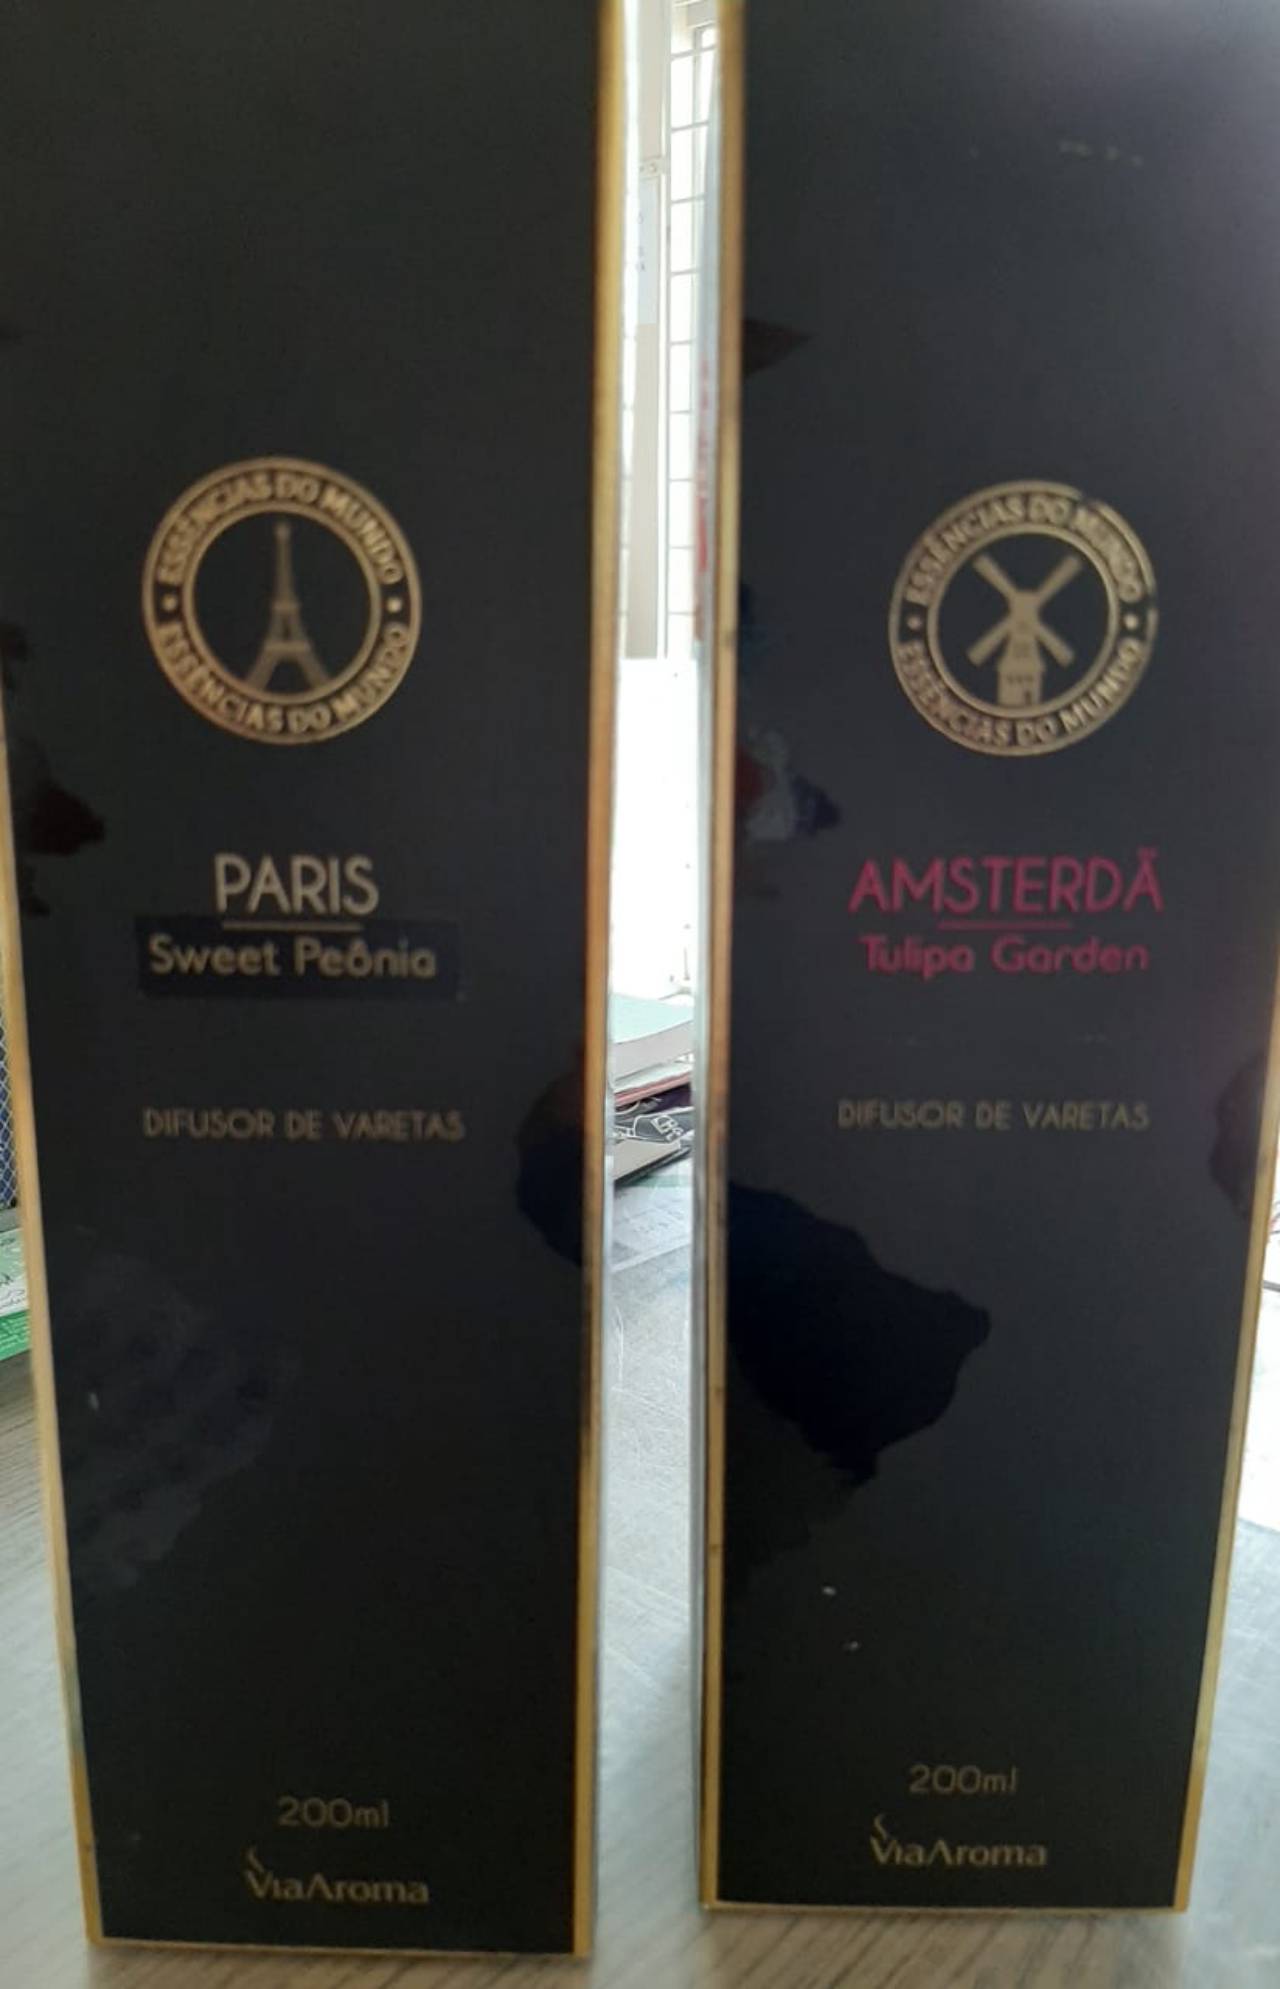 ESSÊNCIAS DO MUNDO
ESSÊNCIAS DO MUNDO
PARIS
Sweet Peônia
DIFUSOR DE VARETAS
200ml
ViaAroma
ESSÊNCIAS DO MUNDO
ESSÊNCIAS DO MUNDO
AMSTERDÃ
Tulipa Garden
DIFUSOR DE VARETAS
200ml
ViaAroma